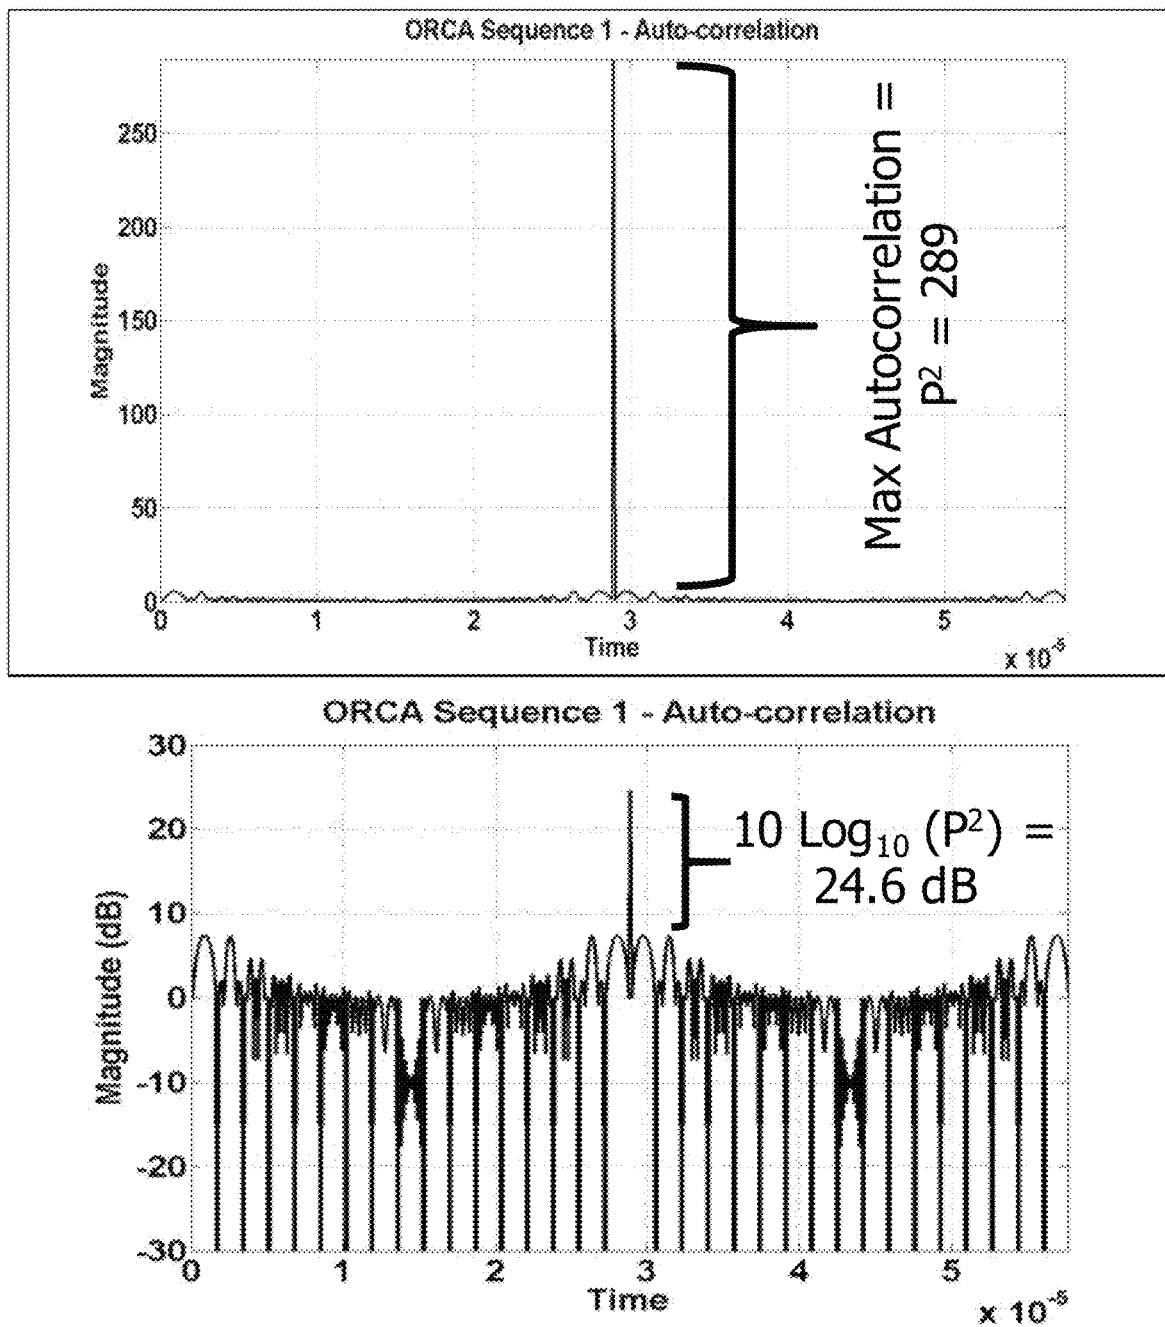 ORCA Sequence 1 - Auto-correlation
250
200
150
100
50
0
Magnitude
0 1 2 3 4 5
Time
x 10^-5
Max Autocorrelation =
P² = 289
ORCA Sequence 1 - Auto-correlation
30
20
10
0
-10
-20
-30
Magnitude (dB)
0 1 2 3 4 5
Time
x 10^-5
10 Log₁₀ (P²) =
24.6 dB